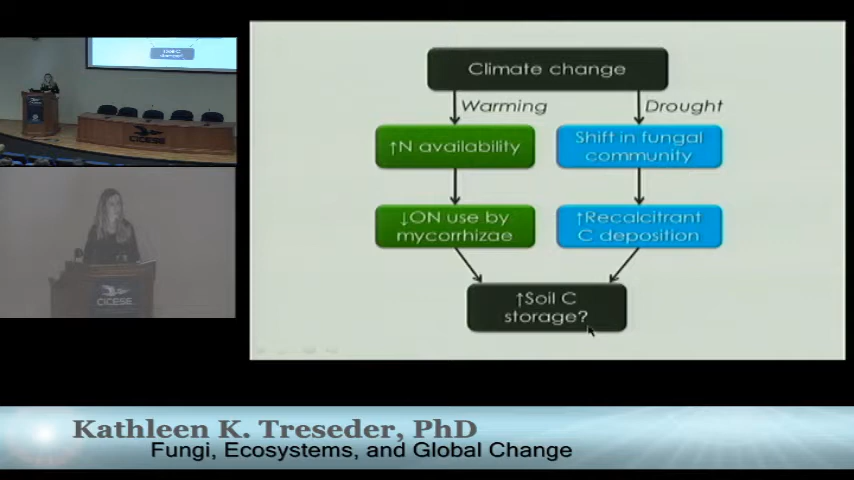 Climate change
Warming
Drought
↑N availability
Shift in fungal
community
↓ON use by
mycorrhizae
↑Recalcitrant
C deposition
↑Soil C
storage?
CICESE
CICESE
Kathleen K. Treseder, PhD
Fungi, Ecosystems, and Global Change